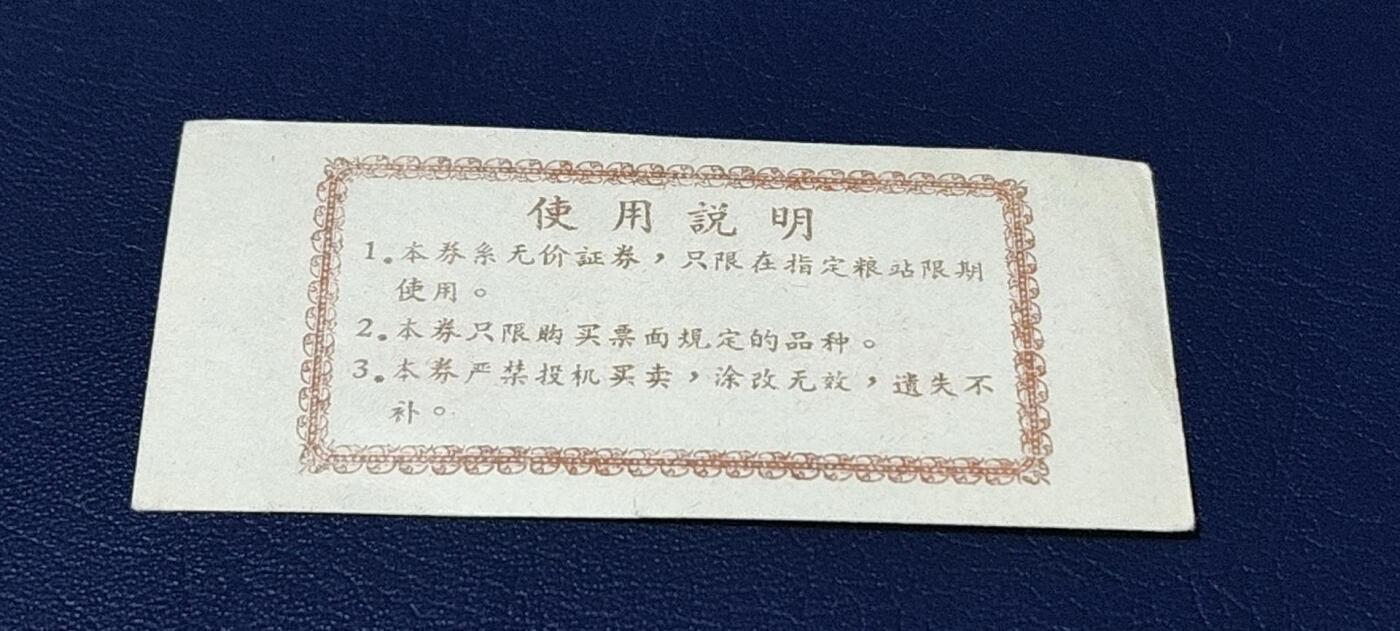 使用説明
1.本券系无价証券，只限在指定粮站限期
使用。
2.本券只限购买票面規定的品种。
3.本券严禁投机买卖，涂改无效，遗失不
补。